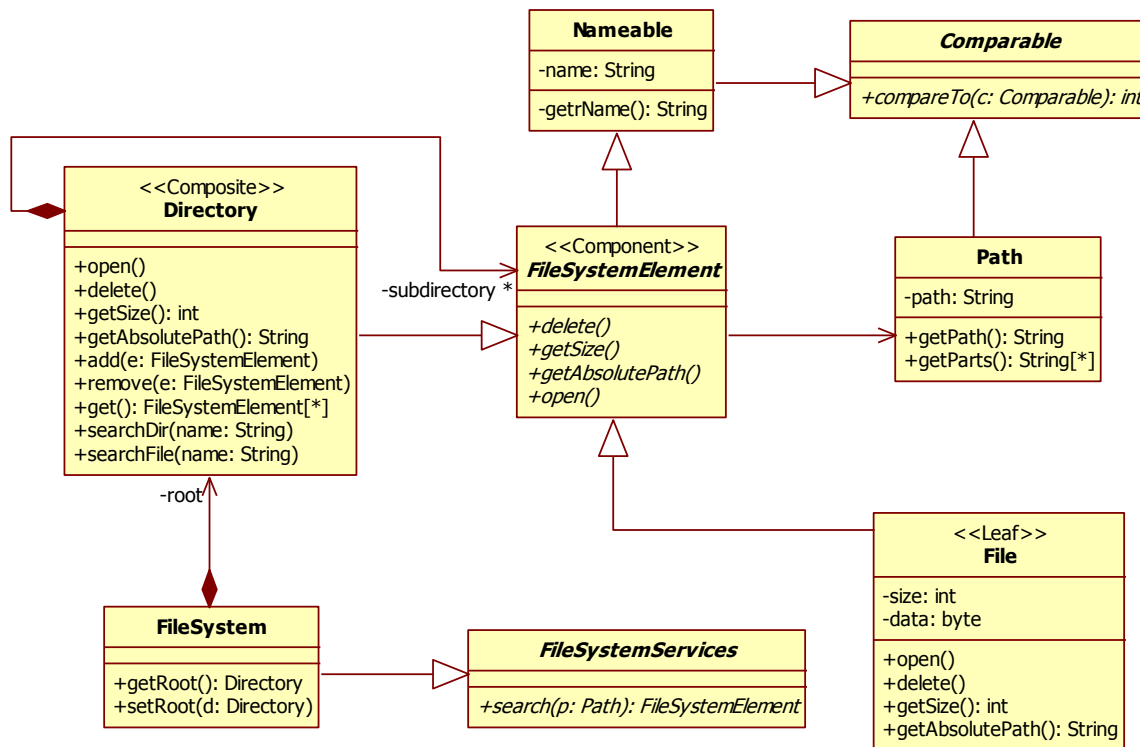 Nameable
-name: String
-getrName(): String
Comparable
+compareTo(c: Comparable): int
<<Composite>>
Directory
+open()
+delete()
+getSize(): int
+getAbsolutePath(): String
+add(e: FileSystemElement)
+remove(e: FileSystemElement)
+get(): FileSystemElement[*]
+searchDir(name: String)
+searchFile(name: String)
-subdirectory *
<<Component>>
FileSystemElement
+delete()
+getSize()
+getAbsolutePath()
+open()
Path
-path: String
+getPath(): String
+getParts(): String[*]
-root
FileSystem
+getRoot(): Directory
+setRoot(d: Directory)
FileSystemServices
+search(p: Path): FileSystemElement
<<Leaf>>
File
-size: int
-data: byte
+open()
+delete()
+getSize(): int
+getAbsolutePath(): String